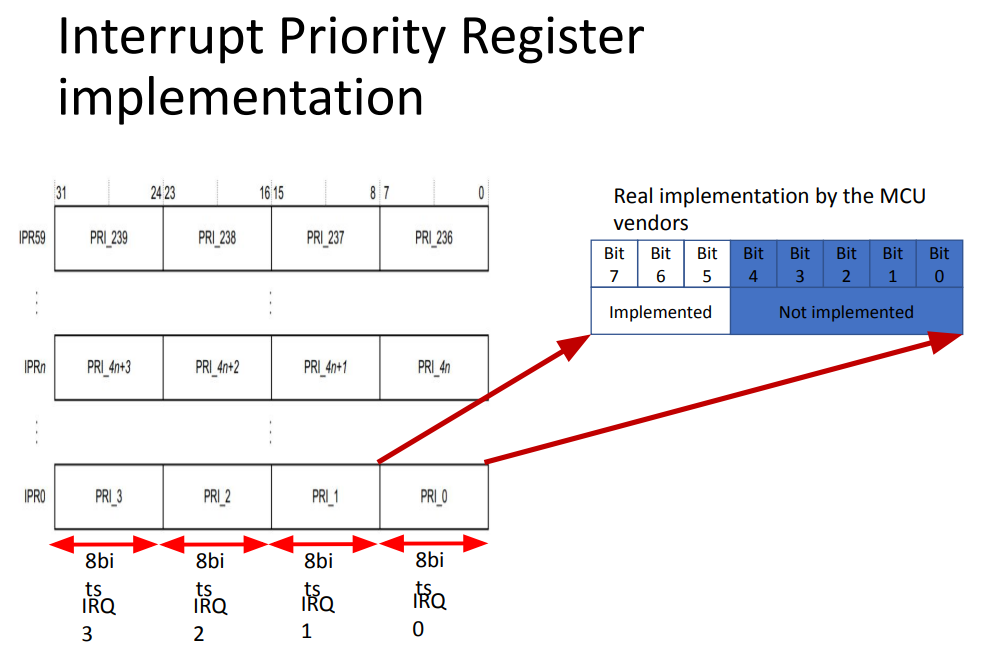 Interrupt Priority Register
implementation
31 24 23 16 15 8 7 0
IPR59 PRI_239 PRI_238 PRI_237 PRI_236
IPRn PRI_4n+3 PRI_4n+2 PRI_4n+1 PRI_4n
IPR0 PRI_3 PRI_2 PRI_1 PRI_0
8bi 8bi 8bi 8bi
ts ts ts ts
IRQ IRQ IRQ IRQ
3 2 1 0
Real implementation by the MCU
vendors
Bit Bit Bit Bit Bit Bit Bit Bit
7 6 5 4 3 2 1 0
Implemented Not implemented